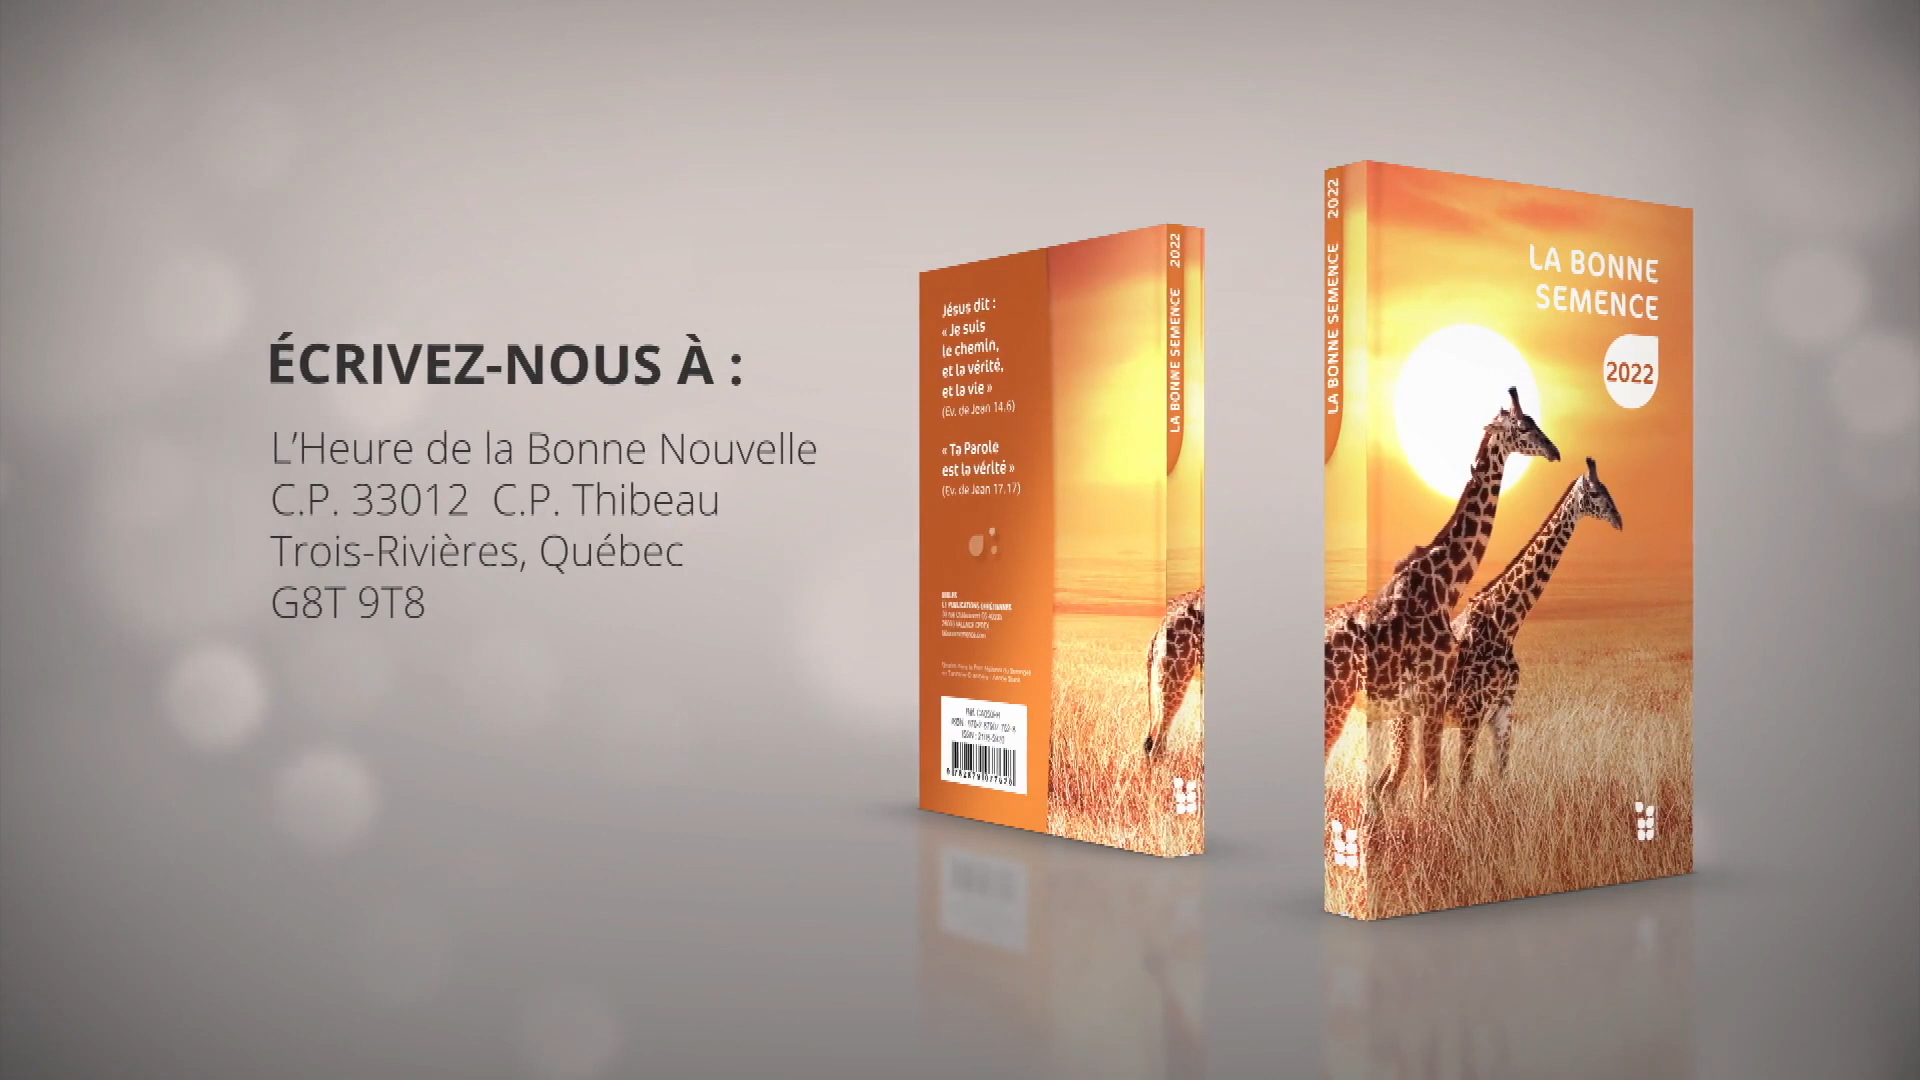 ÉCRIVEZ-NOUS À :
L’Heure de la Bonne Nouvelle
C.P. 33012  C.P. Thibeau
Trois-Rivières, Québec
G8T 9T8
Jésus dit :
« Je suis
le chemin,
et la vérité,
et la vie »
(Ev. de Jean 14.6)
« Ta Parole
est la vérité »
(Ev. de Jean 17.17)
LA BONNE SEMENCE 2022
LA BONNE SEMENCE 2022
LA BONNE
SEMENCE
2022